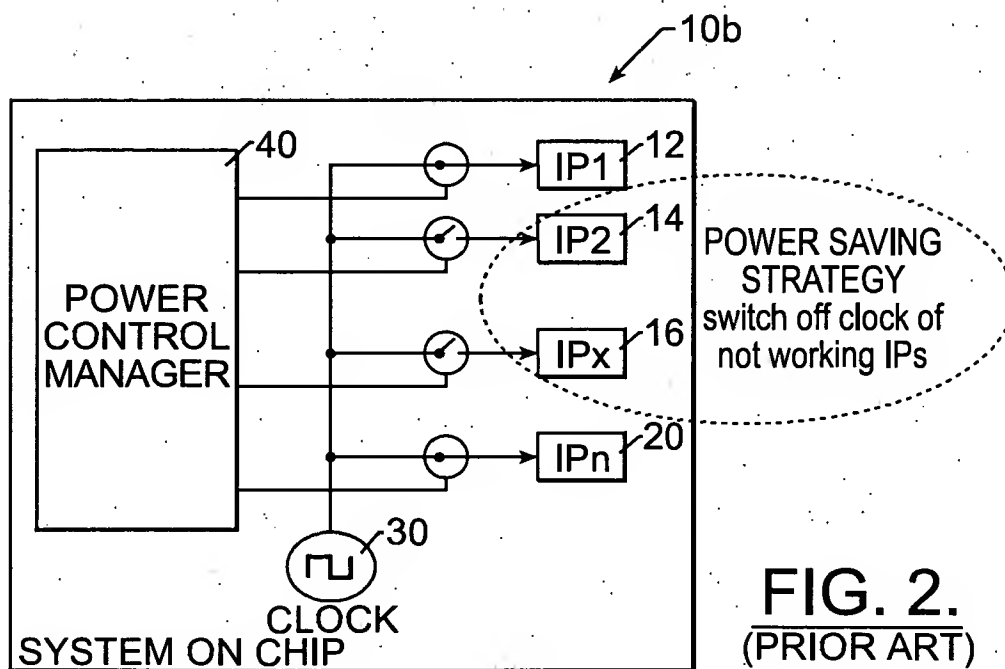 10b
40
IP1
12
IP2
14
POWER SAVING
STRATEGY
switch off clock of
not working IPs
POWER
CONTROL
MANAGER
IPx
16
IPn
20
30
CLOCK
SYSTEM ON CHIP
FIG. 2.
(PRIOR ART)